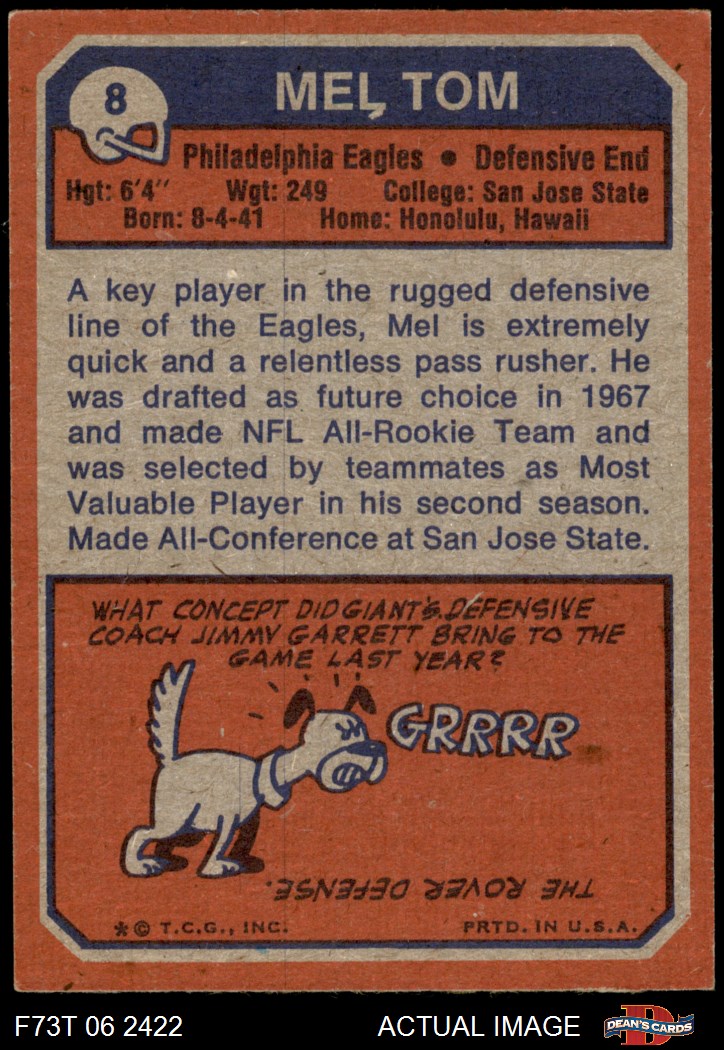 8
MEL TOM
Philadelphia Eagles • Defensive End
Hgt: 6'4" Wgt: 249 College: San Jose State
Born: 8-4-41 Home: Honolulu, Hawaii
A key player in the rugged defensive
line of the Eagles, Mel is extremely
quick and a relentless pass rusher. He
was drafted as future choice in 1967
and made NFL All-Rookie Team and
was selected by teammates as Most
Valuable Player in his second season.
Made All-Conference at San Jose State.
WHAT CONCEPT DID GIANT'S DEFENSIVE
COACH JIMMY GARRETT BRING TO THE
GAME LAST YEAR?
GRRRR
THE ROVER DEFENSE.
* © T.C.G., INC. PRTD. IN U.S.A.
F73T 06 2422 ACTUAL IMAGE D DEAN'S CARDS